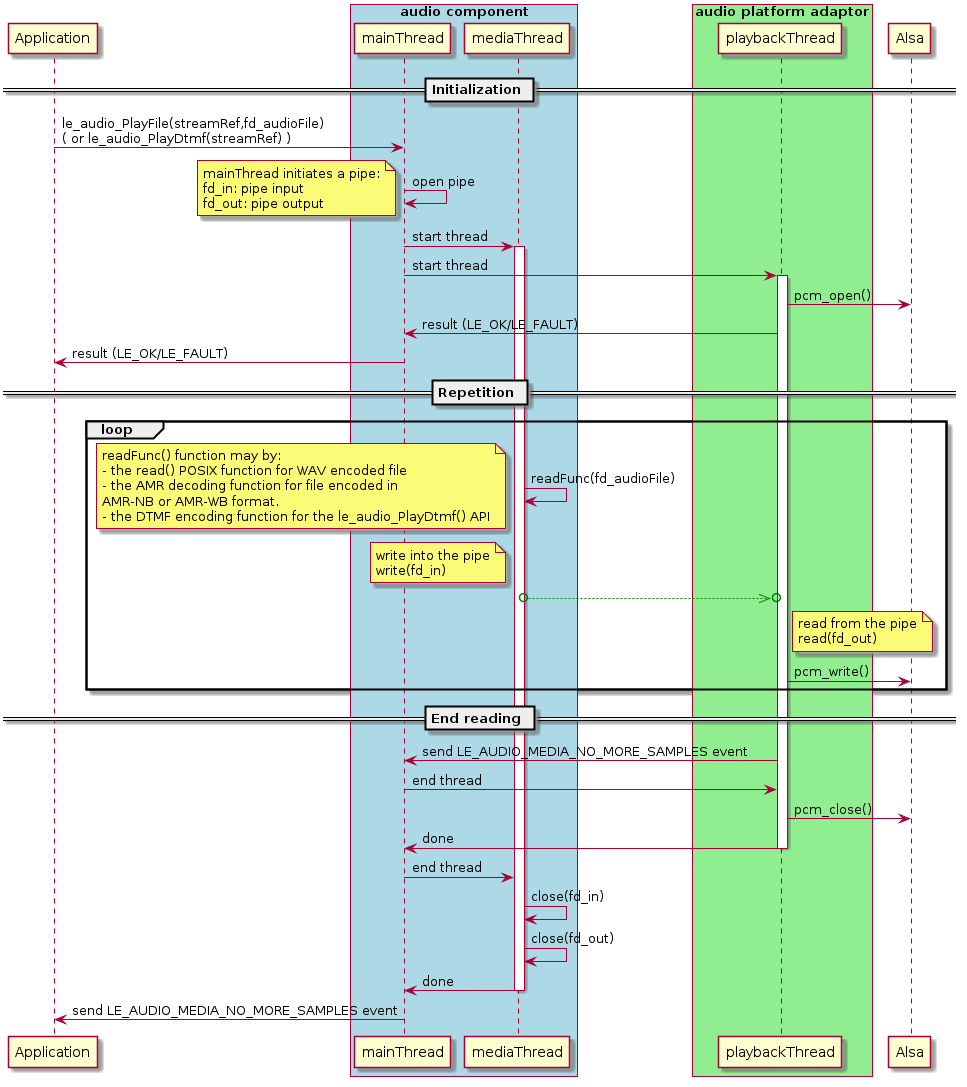 audio component
audio platform adaptor
Application
mainThread
mediaThread
playbackThread
Alsa
Initialization
le_audio_PlayFile(streamRef,fd_audioFile)
( or le_audio_PlayDtmf(streamRef) )
mainThread initiates a pipe:
fd_in: pipe input
fd_out: pipe output
open pipe
start thread
start thread
pcm_open()
result (LE_OK/LE_FAULT)
result (LE_OK/LE_FAULT)
Repetition
loop
readFunc() function may by:
- the read() POSIX function for WAV encoded file
- the AMR decoding function for file encoded in
AMR-NB or AMR-WB format.
- the DTMF encoding function for the le_audio_PlayDtmf() API
readFunc(fd_audioFile)
write into the pipe
write(fd_in)
read from the pipe
read(fd_out)
pcm_write()
End reading
send LE_AUDIO_MEDIA_NO_MORE_SAMPLES event
end thread
pcm_close()
done
end thread
close(fd_in)
close(fd_out)
done
send LE_AUDIO_MEDIA_NO_MORE_SAMPLES event
Application
mainThread
mediaThread
playbackThread
Alsa